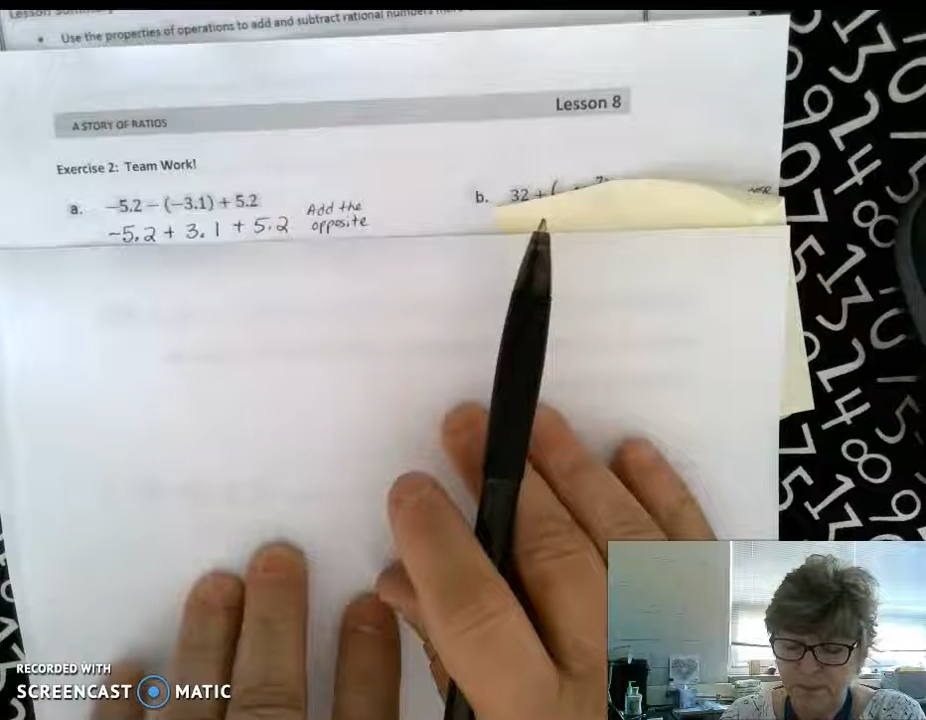 Use the properties of operations to add and subtract rational numbers
Lesson 8
A STORY OF RATIOS
Exercise 2: Team Work!
a. −5.2 − (−3.1) + 5.2
-5.2 + 3.1 + 5.2
Add the
opposite
b. 32 + (
RECORDED WITH
SCREENCAST MATIC